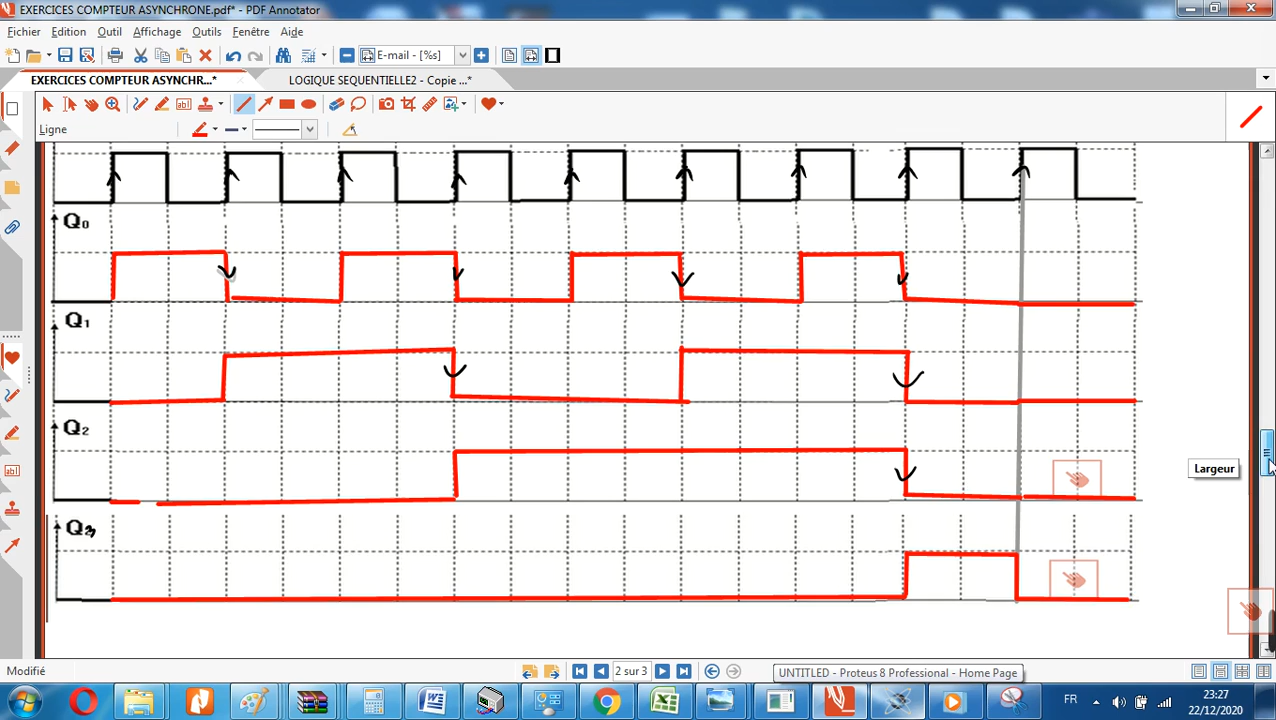 EXERCICES COMPTEUR ASYNCHRONE.pdf* - PDF Annotator
Fichier Edition Outil Affichage Outils Fenêtre Aide
E-mail - [%s]
EXERCICES COMPTEUR ASYNCHR...* LOGIQUE SEQUENTIELLE2 - Copie ...*
ab|
Ligne
Q0
Q1
Q2
Largeur
Q3
Modifié
2 sur 3
UNTITLED - Proteus 8 Professional - Home Page
FR
23:27
22/12/2020